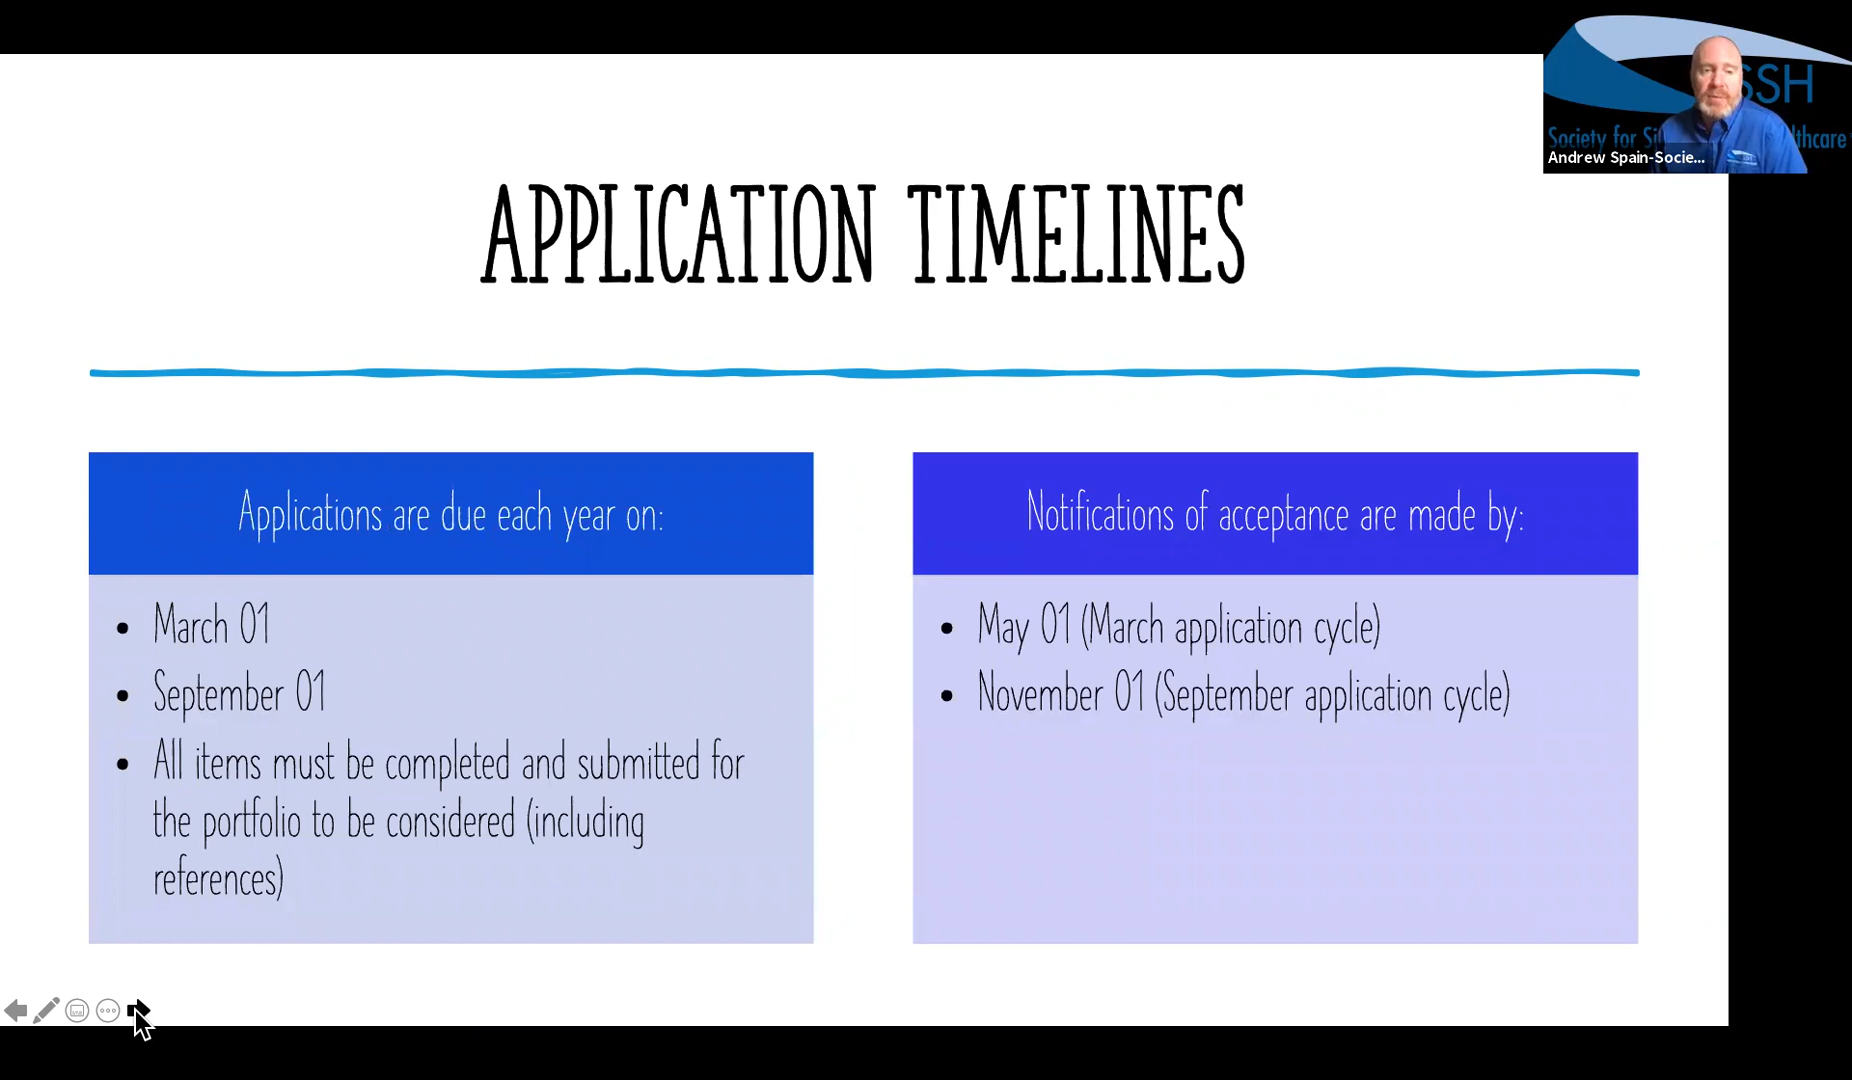 SSH
Society for Si lthcare
Andrew Spain-Socie...
APPLICATION TIMELINES
Applications are due each year on:
• March 01
• September 01
• All items must be completed and submitted for
the portfolio to be considered (including
references)
Notifications of acceptance are made by:
• May 01 (March application cycle)
• November 01 (September application cycle)